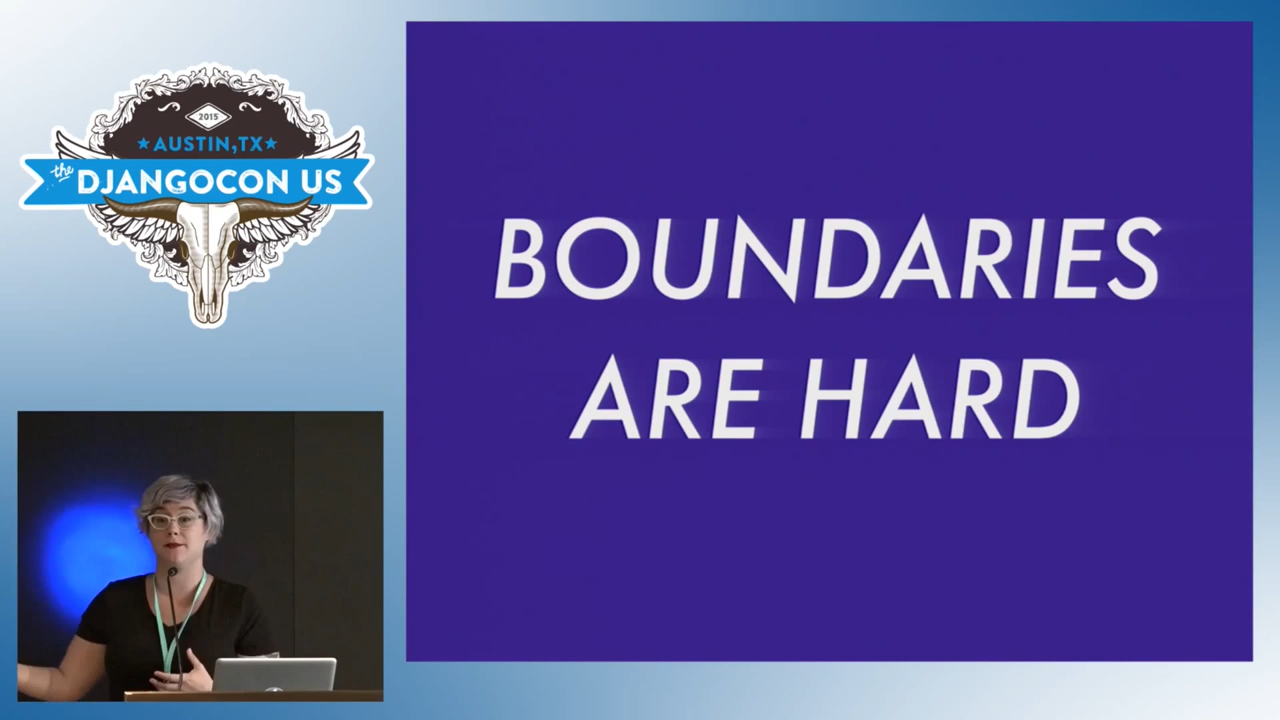 2015
AUSTIN,TX
the
DJANGOCON US
BOUNDARIES
ARE HARD